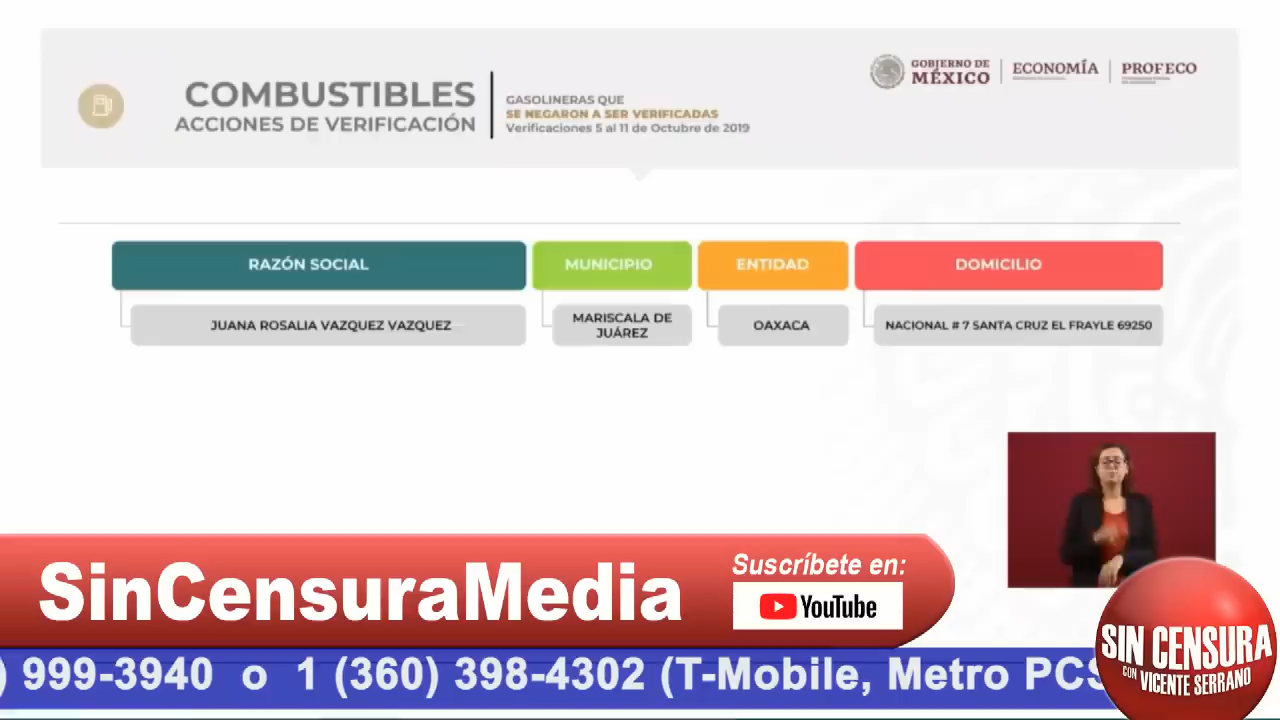 COMBUSTIBLES
ACCIONES DE VERIFICACIÓN
GASOLINERAS QUE
SE NEGARON A SER VERIFICADAS
Verificaciones 5 al 11 de Octubre de 2019
GOBIERNO DE
MÉXICO
ECONOMÍA
PROFECO
RAZÓN SOCIAL
MUNICIPIO
ENTIDAD
DOMICILIO
JUANA ROSALIA VAZQUEZ VAZQUEZ
MARISCALA DE
JUÁREZ
OAXACA
NACIONAL # 7 SANTA CRUZ EL FRAYLE 69250
SinCensuraMedia
Suscríbete en:
YouTube
) 999-3940 o 1 (360) 398-4302 (T-Mobile, Metro PCS
SIN CENSURA
CON VICENTE SERRANO